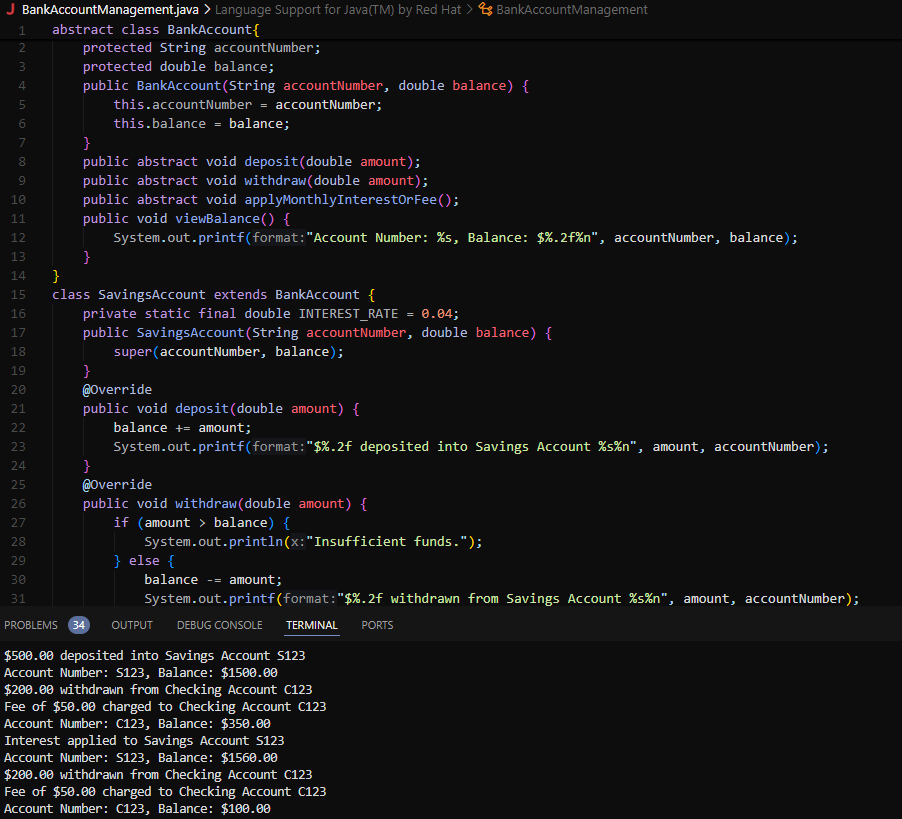 BankAccountManagement.java > Language Support for Java(TM) by Red Hat > BankAccountManagement
1 abstract class BankAccount{
2 protected String accountNumber;
3 protected double balance;
4 public BankAccount(String accountNumber, double balance) {
5 this.accountNumber = accountNumber;
6 this.balance = balance;
7 }
8 public abstract void deposit(double amount);
9 public abstract void withdraw(double amount);
10 public abstract void applyMonthlyInterestOrFee();
11 public void viewBalance() {
12 System.out.printf(format:"Account Number: %s, Balance: $%.2f%n", accountNumber, balance);
13 }
14 }
15 class SavingsAccount extends BankAccount {
16 private static final double INTEREST_RATE = 0.04;
17 public SavingsAccount(String accountNumber, double balance) {
18 super(accountNumber, balance);
19 }
20 @Override
21 public void deposit(double amount) {
22 balance += amount;
23 System.out.printf(format:"$%.2f deposited into Savings Account %s%n", amount, accountNumber);
24 }
25 @Override
26 public void withdraw(double amount) {
27 if (amount > balance) {
28 System.out.println(x:"Insufficient funds.");
29 } else {
30 balance -= amount;
31 System.out.printf(format:"$%.2f withdrawn from Savings Account %s%n", amount, accountNumber);
PROBLEMS 34 OUTPUT DEBUG CONSOLE TERMINAL PORTS
$500.00 deposited into Savings Account S123
Account Number: S123, Balance: $1500.00
$200.00 withdrawn from Checking Account C123
Fee of $50.00 charged to Checking Account C123
Account Number: C123, Balance: $350.00
Interest applied to Savings Account S123
Account Number: S123, Balance: $1560.00
$200.00 withdrawn from Checking Account C123
Fee of $50.00 charged to Checking Account C123
Account Number: C123, Balance: $100.00